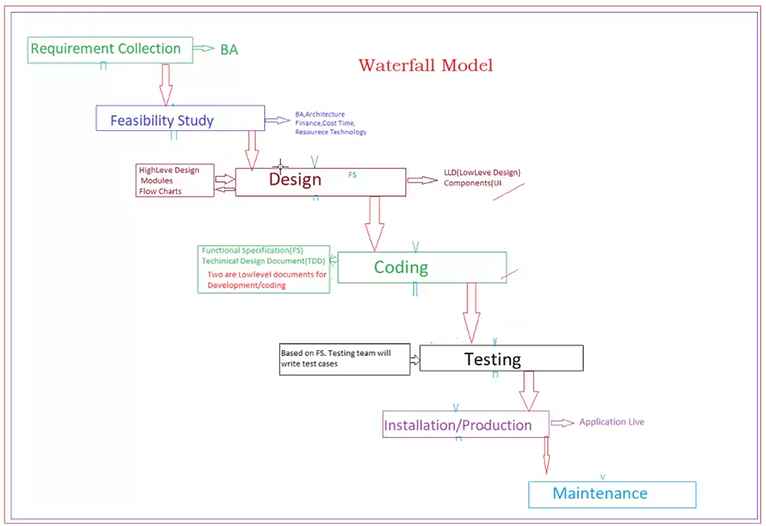 Requirement Collection
BA
Waterfall Model
Feasibility Study
BA,Architecture
Finance,Cost Time,
Resourece Technology
HighLeve Design
Modules
Flow Charts
Design
FS
LLD(LowLeve Design)
Components(UI
Functional Specification(FS)
Techinical Design Document(TDD)
Two are Lowlevel documents for
Development/coding
Coding
Based on FS. Testing team will
write test cases
Testing
Installation/Production
Application Live
Maintenance